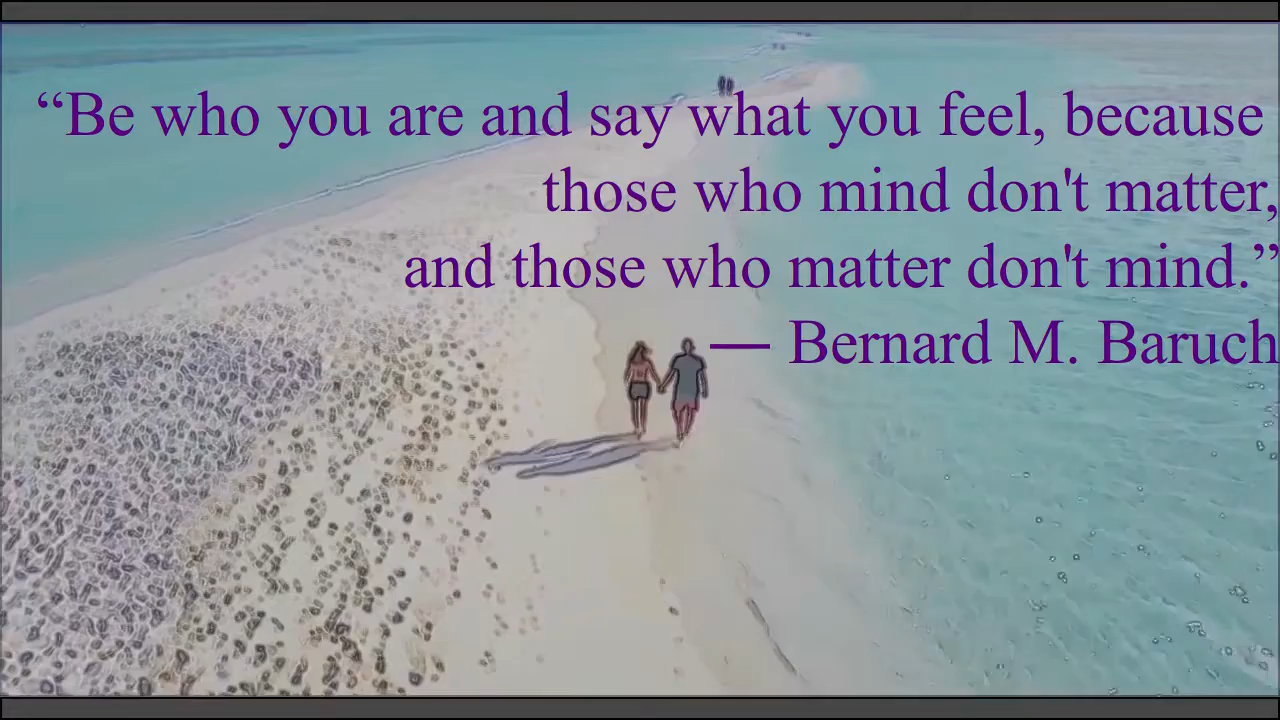 “Be who you are and say what you feel, because
those who mind don't matter,
and those who matter don't mind.”
― Bernard M. Baruch